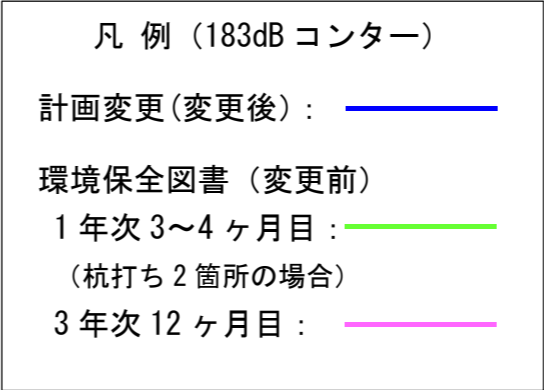 凡 例 (183dB コンター)
計画変更(変更後):
環境保全図書 (変更前)
1 年次 3～4 ヶ月目:
(杭打ち 2 箇所の場合)
3 年次 12 ヶ月目: